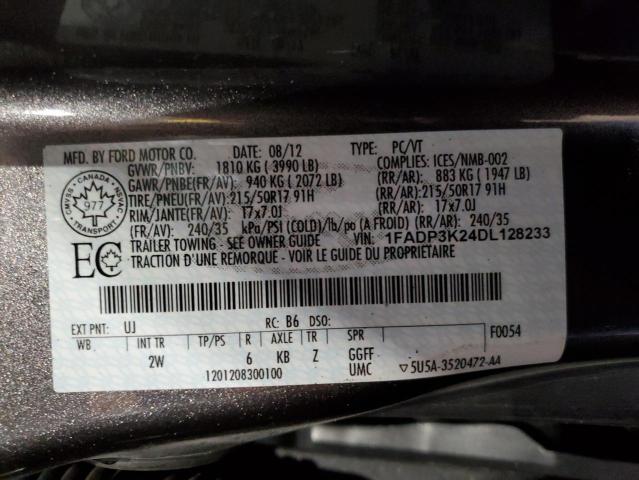 MFD. BY FORD MOTOR CO. DATE: 08/12 TYPE: PC/VT
GVWR/PNBV: 1810 KG ( 3990 LB) COMPLIES: ICES/NMB-002
GAWR/PNBE(FR/AV): 940 KG ( 2072 LB) (RR/AR): 883 KG ( 1947 LB)
TIRE/PNEU(FR/AV):215/50R17 91H (RR/AR):215/50R17 91H
RIM/JANTE(FR/AV): 17x7.0J (RR/AR): 17x7.0J
(FR/AV): 240/35 kPa/PSI (COLD)/lb/po (A FROID) (RR/AR): 240/35
TRAILER TOWING - SEE OWNER GUIDE VIN: 1FADP3K24DL128233
TRACTION D'UNE REMORQUE - VOIR LE GUIDE
CANADA
CMVSS
NSVAC
977
TRANSPORT
EC
EXT PNT: UJ RC: B6 DSO: F0054
WB INT TR TP/PS R AXLE TR SPR
2W 6 KB Z GGFF
1201208300100 UMC ▽5U5A-3520472-AA